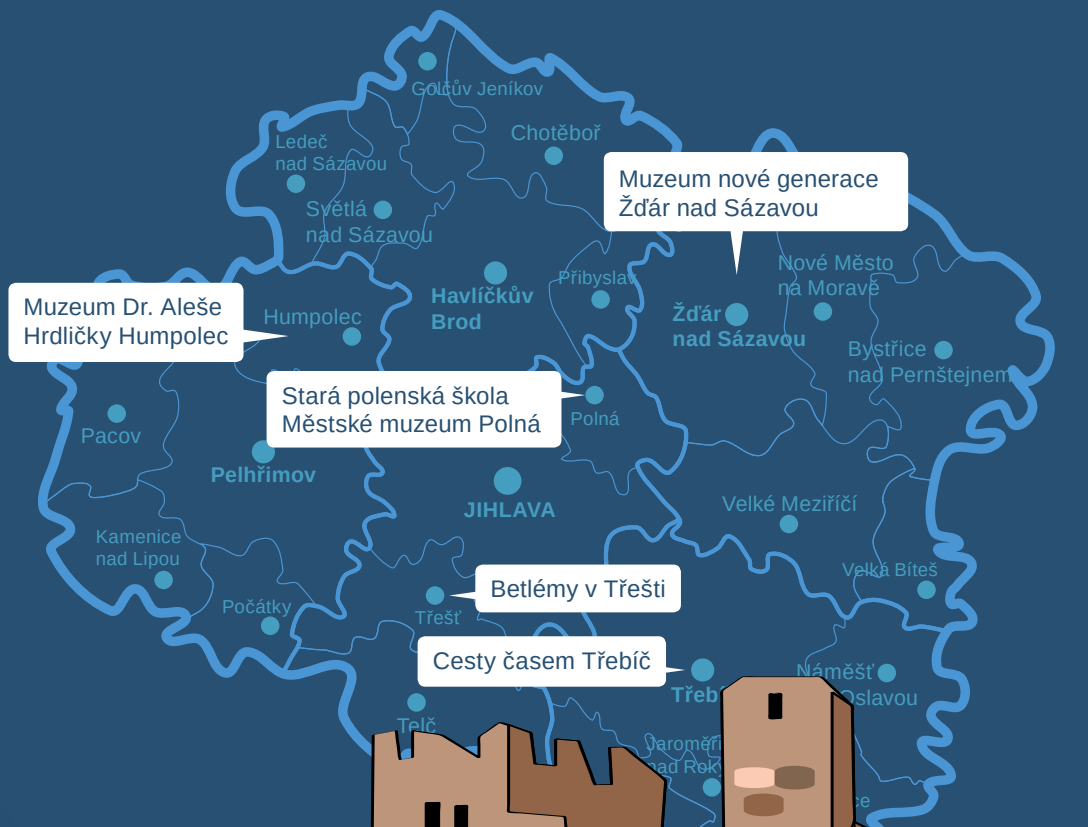 Golčův Jeníkov
Chotěboř
Ledeč
nad Sázavou
Světlá
nad Sázavou
Muzeum nové generace
Žďár nad Sázavou
Nové Město
na Moravě
Přibyslav
Havlíčkův
Brod
Žďár
nad Sázavou
Muzeum Dr. Aleše
Hrdličky Humpolec
Humpolec
Bystřice
nad Pernštejnem
Stará polenská škola
Městské muzeum Polná
Polná
Pacov
Pelhřimov
JIHLAVA
Velké Meziříčí
Kamenice
nad Lipou
Velká Bíteš
Betlémy v Třešti
Počátky
Třešť
Cesty časem Třebíč
Náměšť
Oslavou
Telč